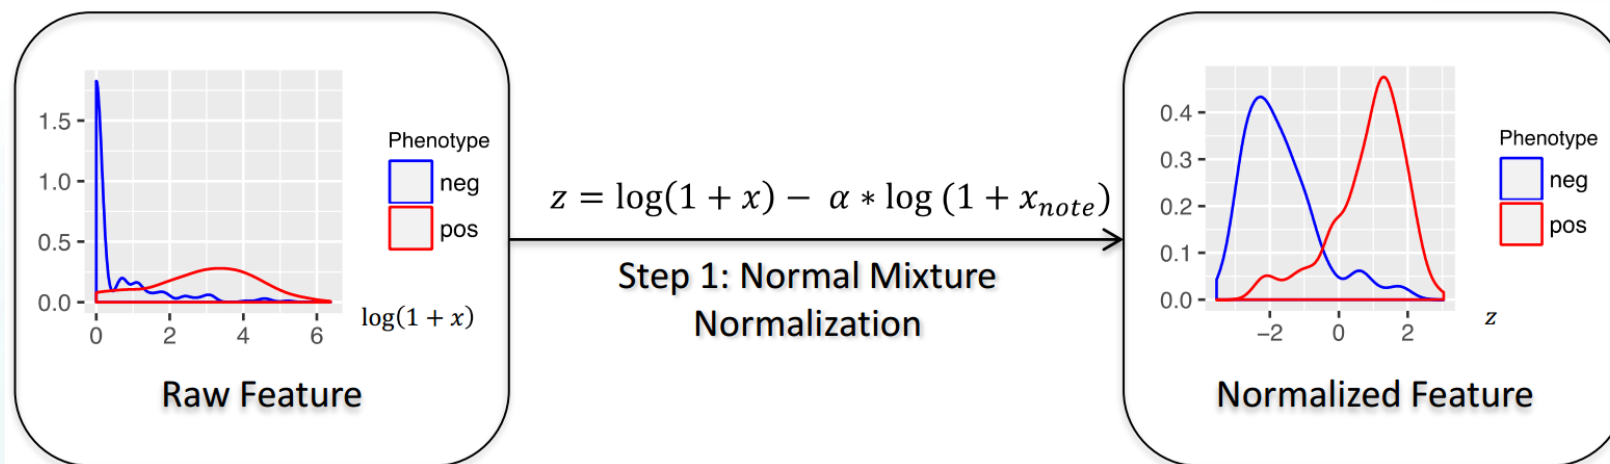 1.5
1.0
0.5
0.0
0 2 4 6
log(1 + x)
Phenotype
neg
pos
Raw Feature
z = log(1 + x) − α ∗ log (1 + xₙₒₜₑ)
Step 1: Normal Mixture
Normalization
0.4
0.3
0.2
0.1
0.0
−2 0 2
z
Phenotype
neg
pos
Normalized Feature